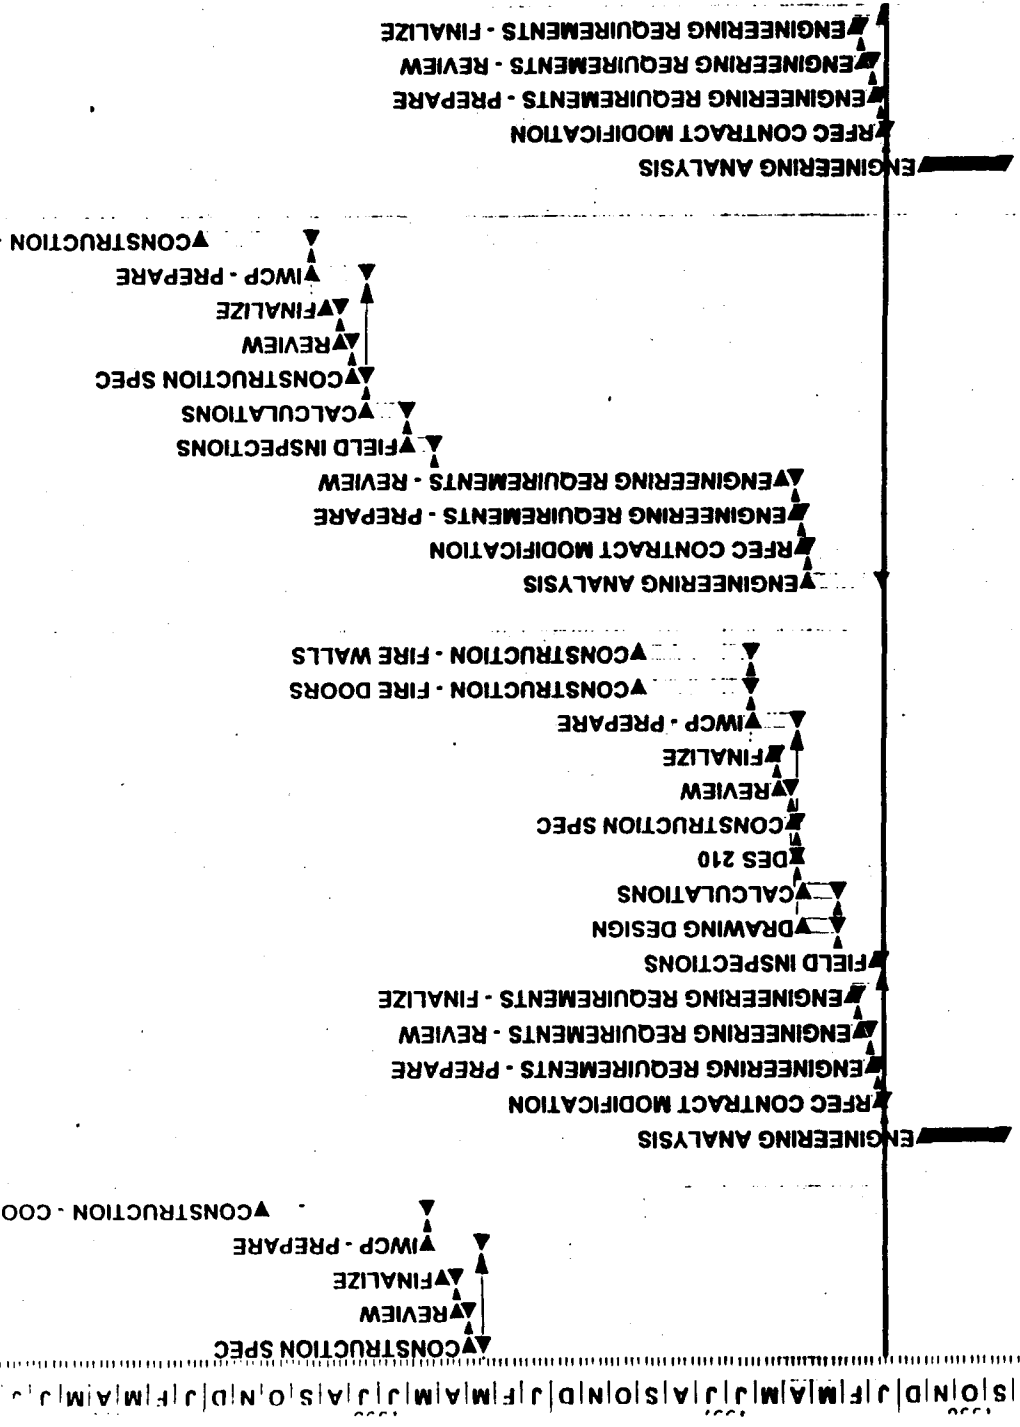 S|O|N|D|J|F|M|A|M|J|J|A|S|O|N|D|J|F|M|A|M|J|J|A|S|O|N|D|J|F|M|A|M|J|J
CONSTRUCTION SPEC
REVIEW
FINALIZE
IWCP - PREPARE
CONSTRUCTION - COO
ENGINEERING ANALYSIS
RFEC CONTRACT MODIFICATION
ENGINEERING REQUIREMENTS - PREPARE
ENGINEERING REQUIREMENTS - REVIEW
ENGINEERING REQUIREMENTS - FINALIZE
FIELD INSPECTIONS
DRAWING DESIGN
CALCULATIONS
DES 210
CONSTRUCTION SPEC
REVIEW
FINALIZE
IWCP - PREPARE
CONSTRUCTION - FIRE DOORS
CONSTRUCTION - FIRE WALLS
ENGINEERING ANALYSIS
RFEC CONTRACT MODIFICATION
ENGINEERING REQUIREMENTS - PREPARE
ENGINEERING REQUIREMENTS - REVIEW
FIELD INSPECTIONS
CALCULATIONS
CONSTRUCTION SPEC
REVIEW
FINALIZE
IWCP - PREPARE
CONSTRUCTION -
ENGINEERING ANALYSIS
RFEC CONTRACT MODIFICATION
ENGINEERING REQUIREMENTS - PREPARE
ENGINEERING REQUIREMENTS - REVIEW
ENGINEERING REQUIREMENTS - FINALIZE